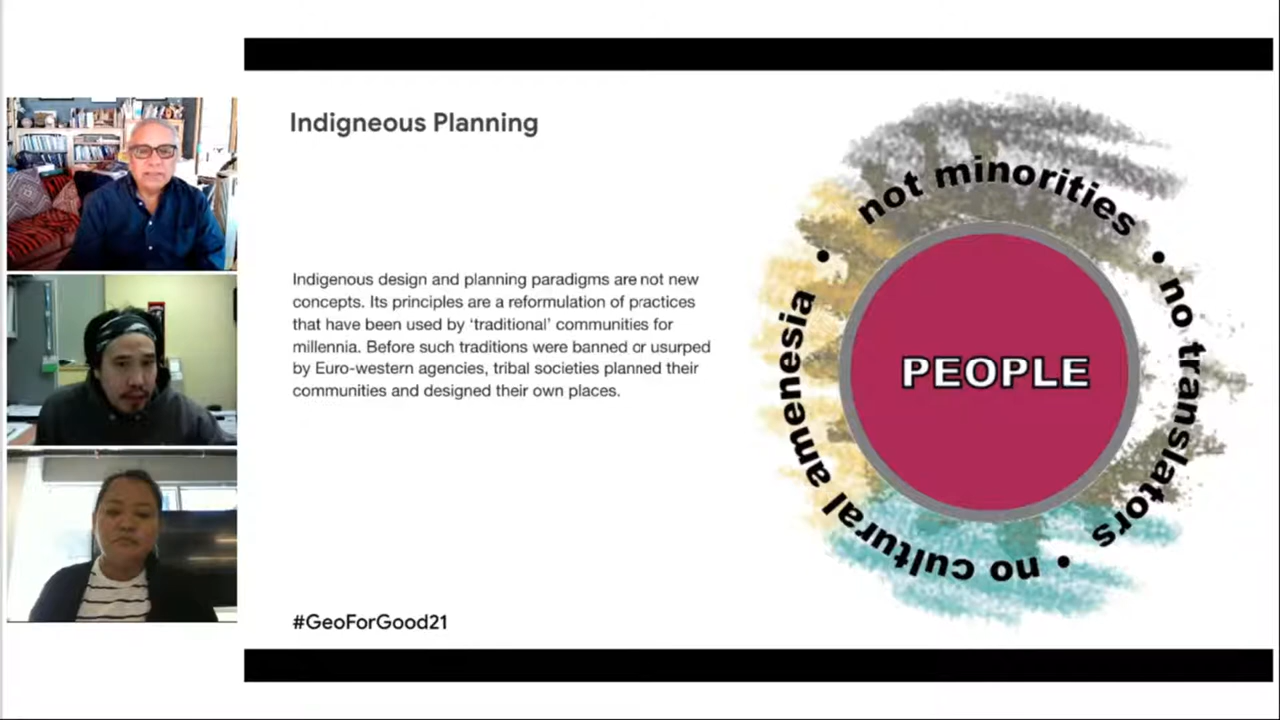 Indigneous Planning
Indigenous design and planning paradigms are not new
concepts. Its principles are a reformulation of practices
that have been used by ‘traditional’ communities for
millennia. Before such traditions were banned or usurped
by Euro-western agencies, tribal societies planned their
communities and designed their own places.
#GeoForGood21
not minorities
• no translators
• no cultural amenesia •
PEOPLE